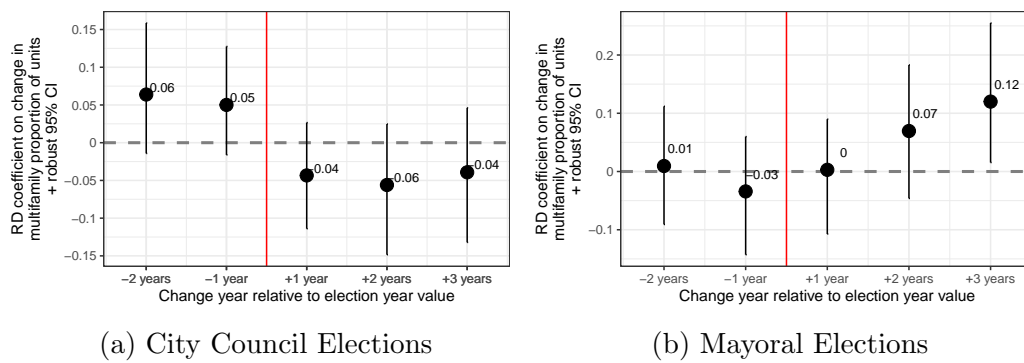 RD coefficient on change in
multifamily proportion of units
+ robust 95% CI
0.15
0.1
0.05
0
−0.05
−0.1
−0.15
0.06
0.05
−0.04
−0.06
−0.04
−2 years
−1 year
+1 year
+2 years
+3 years
Change year relative to election year value
(a) City Council Elections
RD coefficient on change in
multifamily proportion of units
+ robust 95% CI
0.2
0.1
0
−0.1
0.01
−0.03
0
0.07
0.12
−2 years
−1 year
+1 year
+2 years
+3 years
Change year relative to election year value
(b) Mayoral Elections